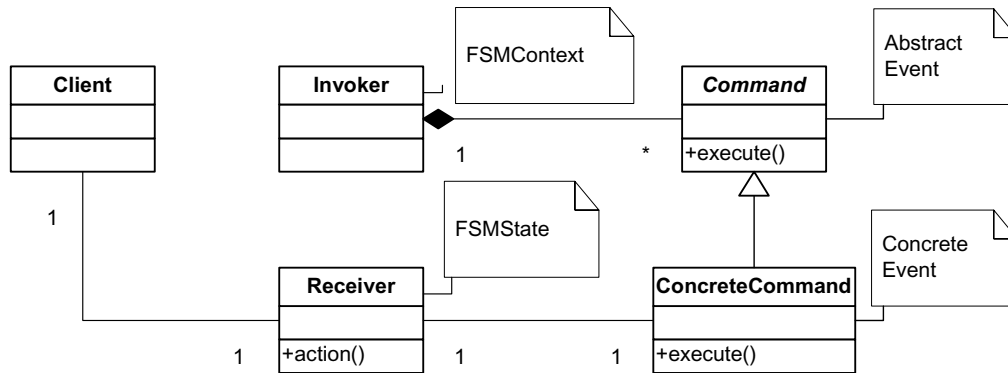 FSMContext
Abstract
Event
Client
Invoker
Command
1
*
+execute()
1
FSMState
Concrete
Event
Receiver
ConcreteCommand
1
+action()
1
1
+execute()